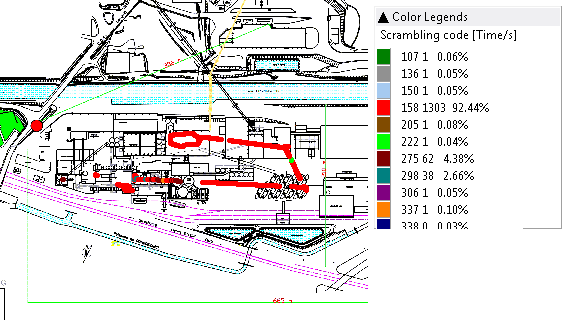 ▲ Color Legends
Scrambling code [Time/s]
107 1 0.06%
136 1 0.05%
150 1 0.05%
158 1303 92.44%
205 1 0.08%
222 1 0.04%
275 62 4.38%
298 38 2.66%
306 1 0.05%
337 1 0.10%
338 0 0.03%